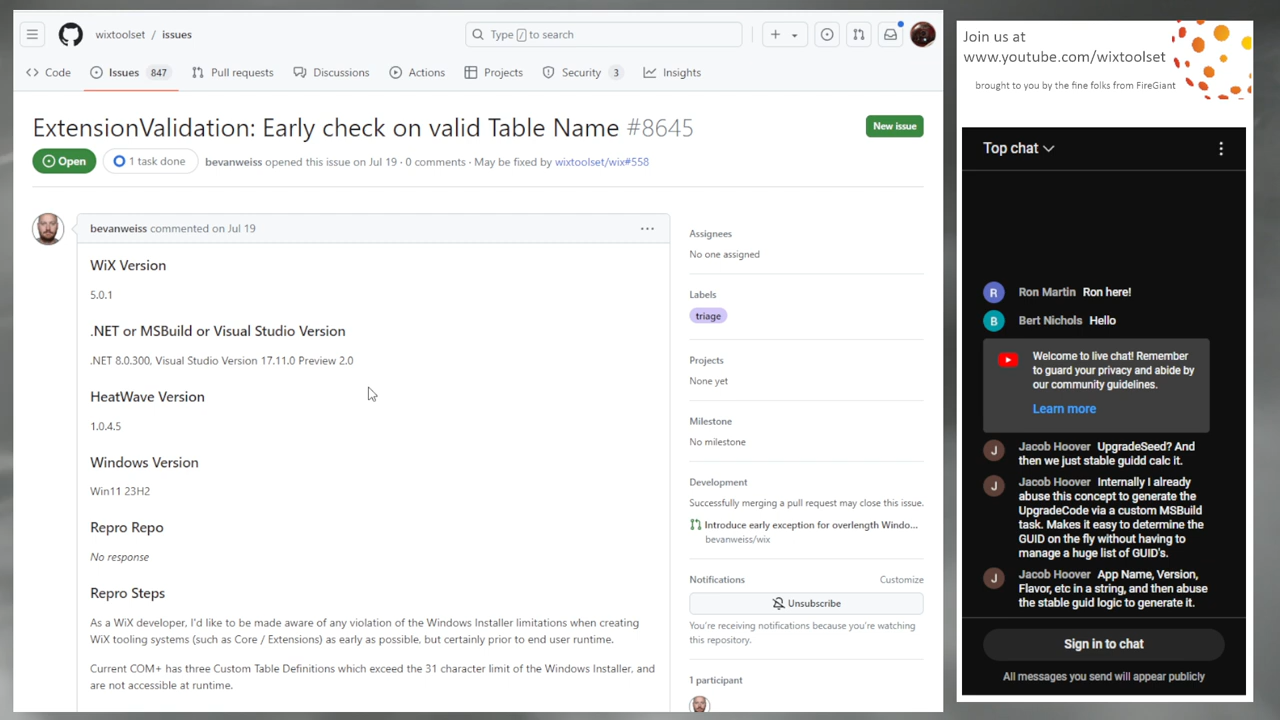 wixtoolset / issues
Type / to search
Code
Issues 847
Pull requests
Discussions
Actions
Projects
Security 3
Insights
ExtensionValidation: Early check on valid Table Name #8645
New issue
Open
1 task done
bevanweiss opened this issue on Jul 19 · 0 comments · May be fixed by wixtoolset/wix#558
bevanweiss commented on Jul 19
WiX Version
5.0.1
.NET or MSBuild or Visual Studio Version
.NET 8.0.300, Visual Studio Version 17.11.0 Preview 2.0
HeatWave Version
1.0.4.5
Windows Version
Win11 23H2
Repro Repo
No response
Repro Steps
As a WiX developer, I'd like to be made aware of any violation of the Windows Installer limitations when creating
WiX tooling systems (such as Core / Extensions) as early as possible, but certainly prior to end user runtime.
Current COM+ has three Custom Table Definitions which exceed the 31 character limit of the Windows Installer, and
are not accessible at runtime.
Assignees
No one assigned
Labels
triage
Projects
None yet
Milestone
No milestone
Development
Successfully merging a pull request may close this issue.
Introduce early exception for overlength Windo...
bevanweiss/wix
Notifications
Customize
Unsubscribe
You're receiving notifications because you're watching
this repository.
1 participant
Join us at
www.youtube.com/wixtoolset
brought to you by the fine folks from FireGiant
Top chat
R
Ron Martin Ron here!
B
Bert Nichols Hello
Welcome to live chat! Remember
to guard your privacy and abide by
our community guidelines.
Learn more
J
Jacob Hoover UpgradeSeed? And
then we just stable guidd calc it.
J
Jacob Hoover Internally I already
abuse this concept to generate the
UpgradeCode via a custom MSBuild
task. Makes it easy to determine the
GUID on the fly without having to
manage a huge list of GUID's.
J
Jacob Hoover App Name, Version,
Flavor, etc in a string, and then abuse
the stable guid logic to generate it.
Sign in to chat
All messages you send will appear publicly